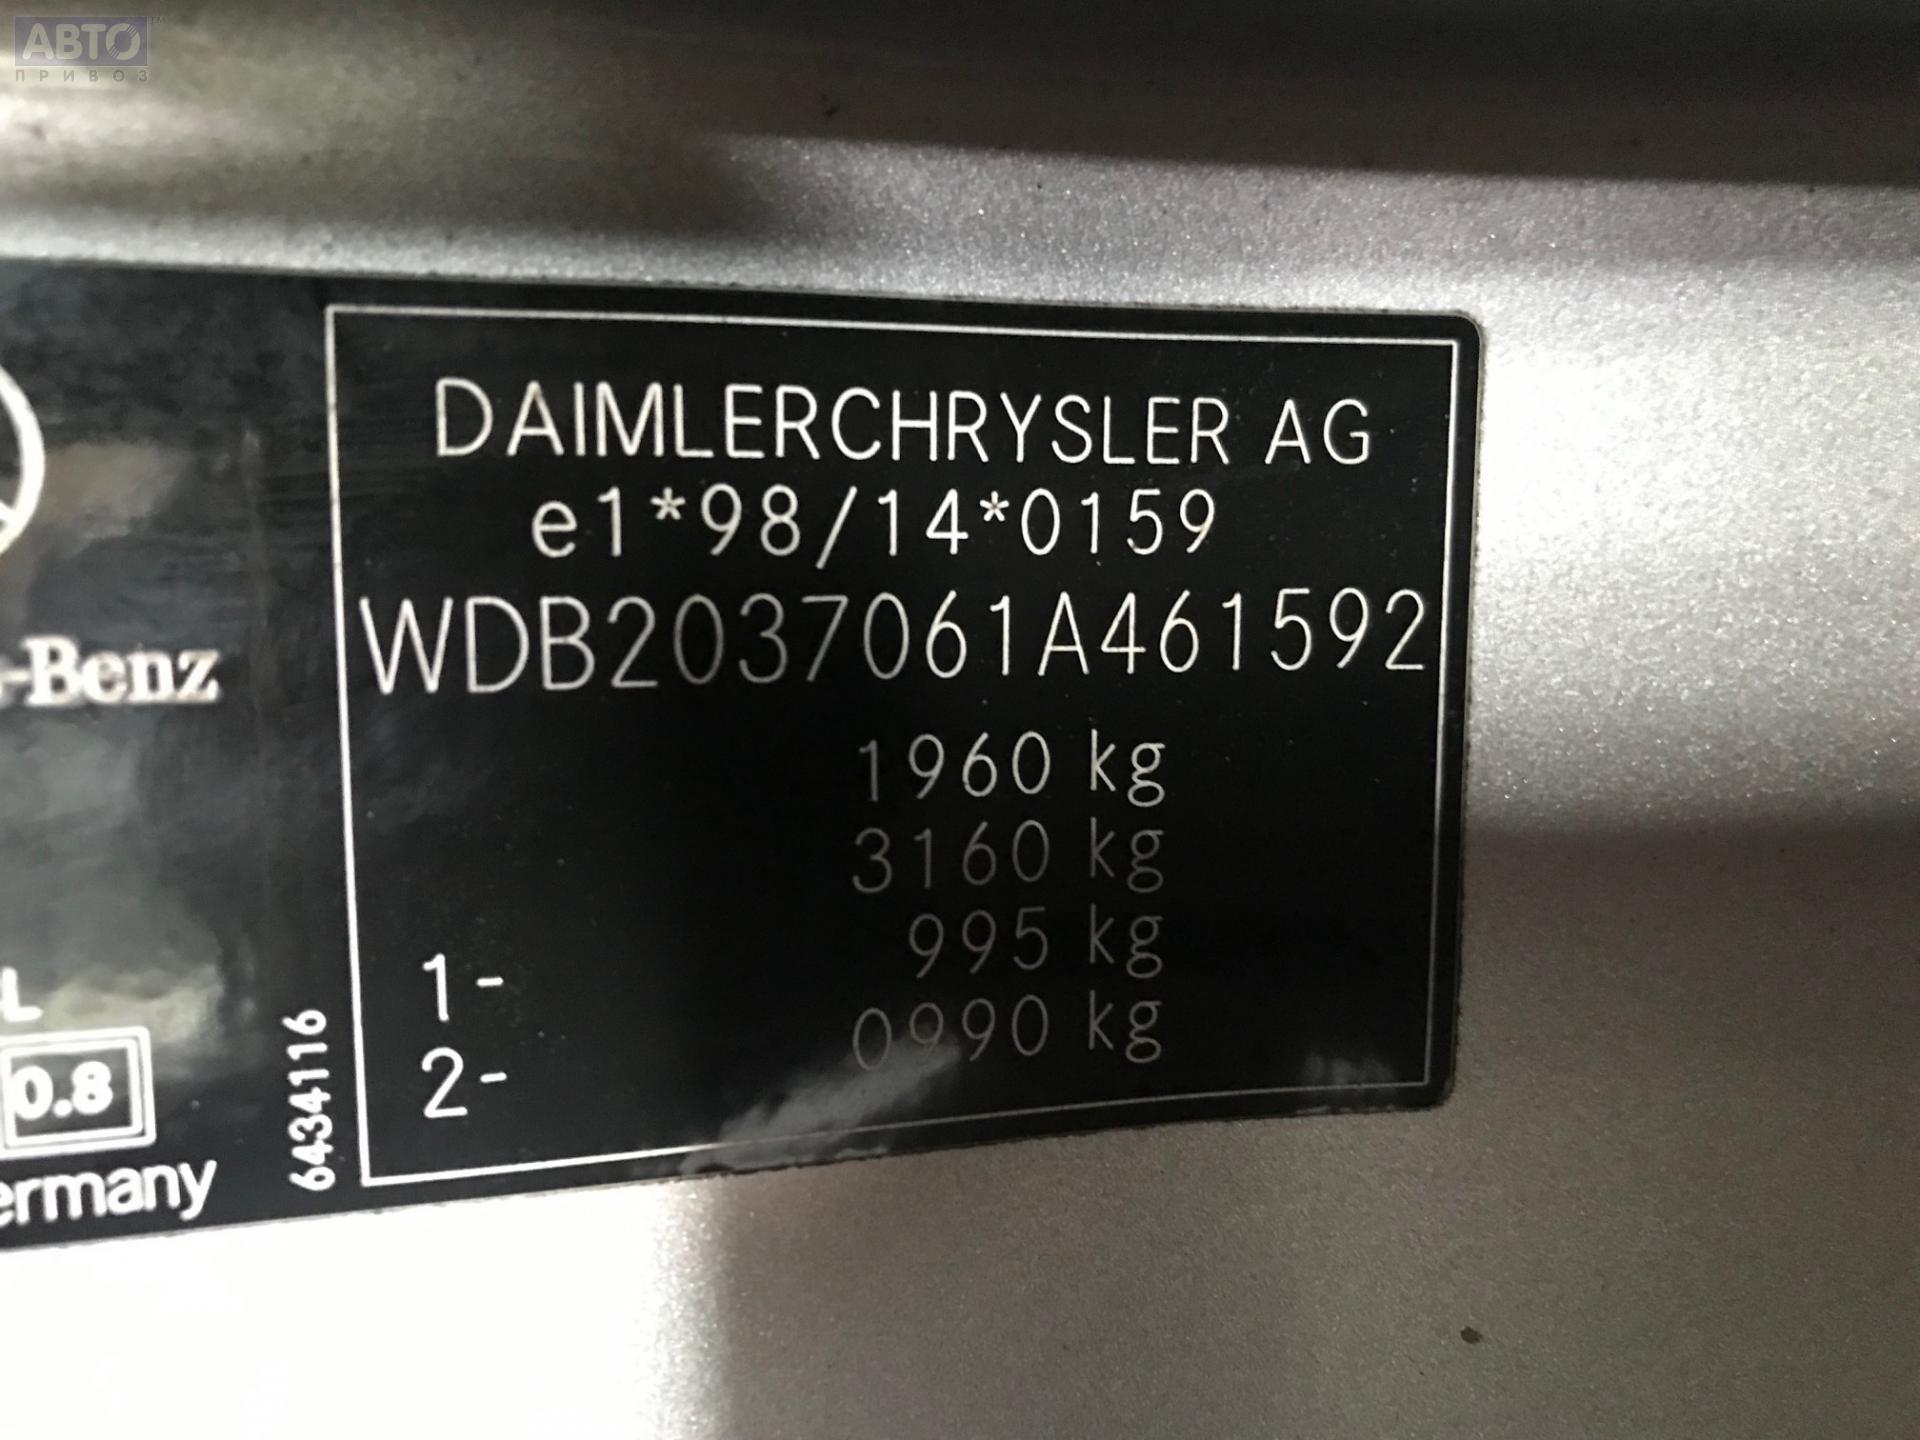 АВТО™
ПРИВОЗ
-Benz
L
0.8
ermany
6434116
DAIMLERCHRYSLER AG
e1*98/14*0159
WDB2037061A461592
1960 kg
3160 kg
1- 995 kg
2- 0990 kg